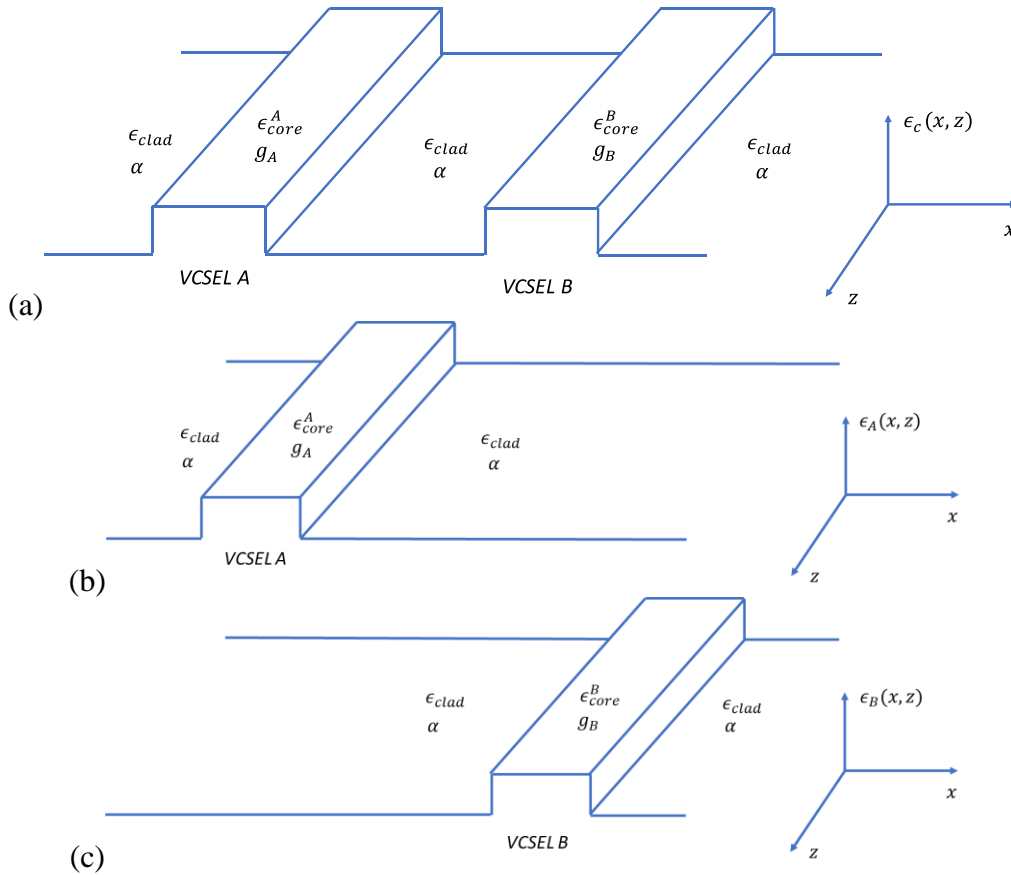 ϵ_clad
α
ϵ^A_core
g_A
ϵ_clad
α
ϵ^B_core
g_B
ϵ_clad
α
ϵ_c(x, z)
x
z
VCSEL A
VCSEL B
(a)
ϵ_clad
α
ϵ^A_core
g_A
ϵ_clad
α
ϵ_A(x, z)
x
z
VCSEL A
(b)
ϵ_clad
α
ϵ^B_core
g_B
ϵ_clad
α
ϵ_B(x, z)
x
z
VCSEL B
(c)